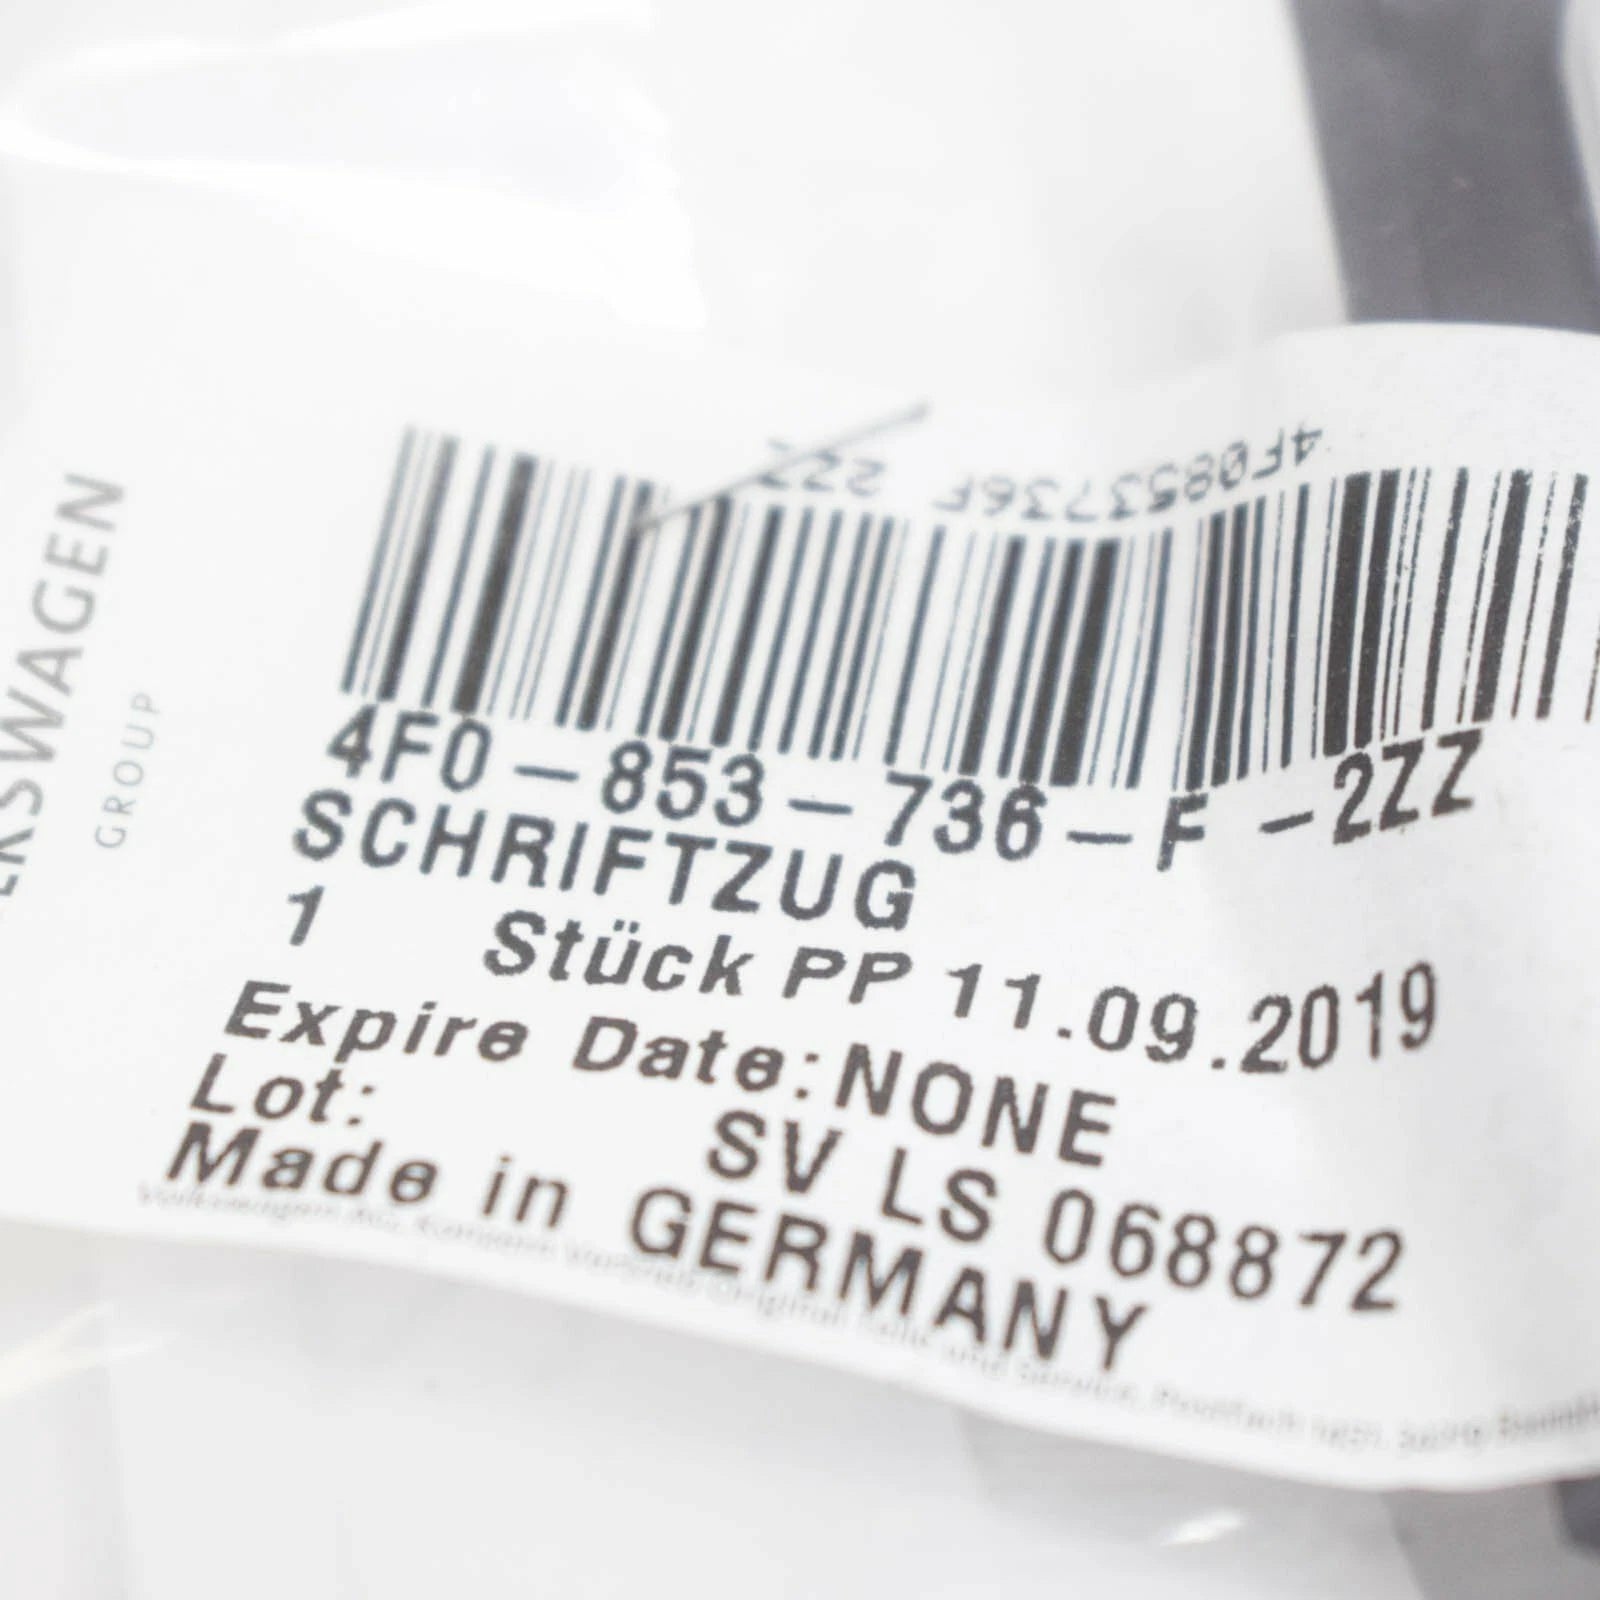 4F0853736F 2ZZ
4F0-853-736-F -2ZZ
SCHRIFTZUG
1 Stück PP 11.09.2019
Expire Date:NONE
Lot: SV LS 068872
Made in GERMANY
GROUP